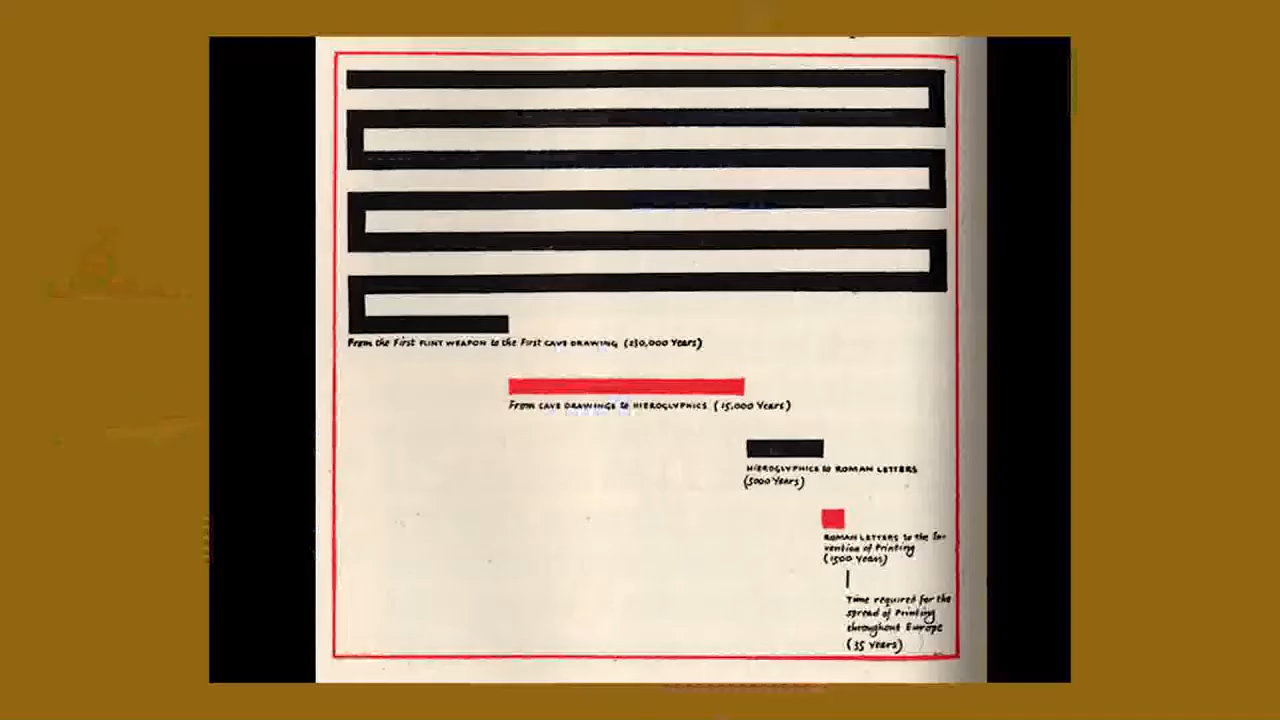 From the First FLINT WEAPON to the First CAVE DRAWING (230,000 Years)
From CAVE DRAWINGS to HIEROGLYPHICS (15,000 Years)
HIEROGLYPHICS to ROMAN LETTERS
(5000 Years)
ROMAN LETTERS to the In-
vention of Printing
(1500 Years)
Time required for the
spread of Printing
throughout Europe
(35 Years)